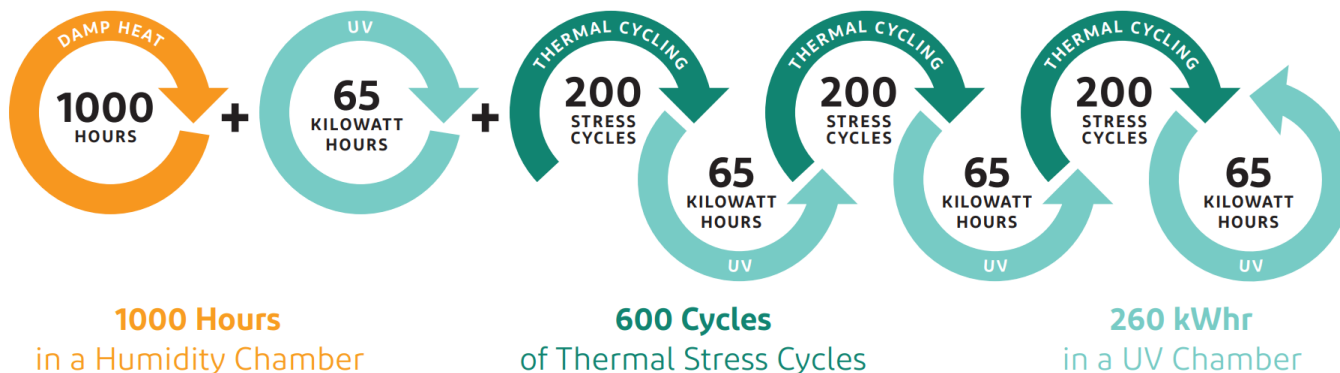 DAMP HEAT
1000
HOURS
+
UV
65
KILOWATT
HOURS
+
THERMAL CYCLING
200
STRESS
CYCLES
65
KILOWATT
HOURS
UV
THERMAL CYCLING
200
STRESS
CYCLES
65
KILOWATT
HOURS
UV
THERMAL CYCLING
200
STRESS
CYCLES
65
KILOWATT
HOURS
UV
1000 Hours
in a Humidity Chamber
600 Cycles
of Thermal Stress Cycles
260 kWhr
in a UV Chamber